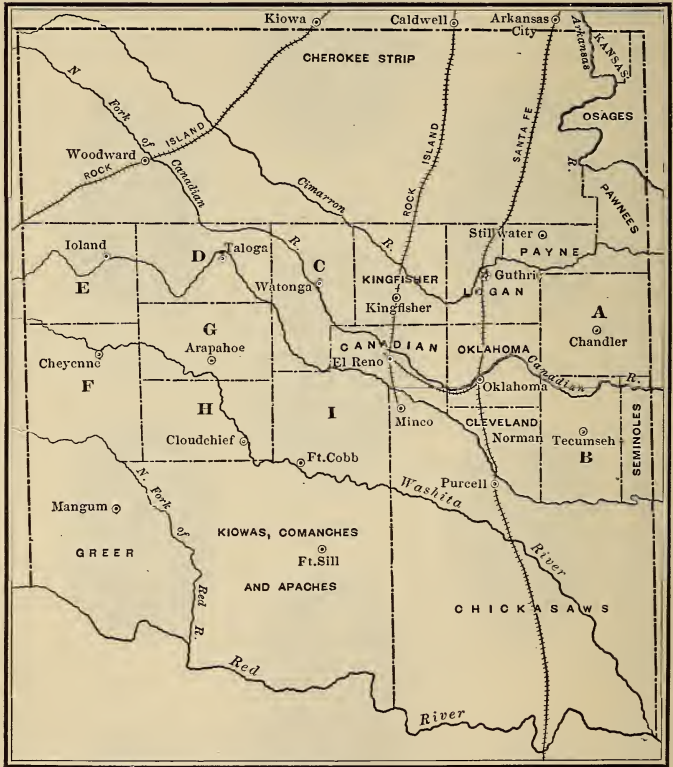 Kiowa
Caldwell
Arkansas
City
Arkansas
R.
KANSAS
CHEROKEE STRIP
OSAGES
N
Fork
of
Canadian
R.
Woodward
ROCK ISLAND
ROCK ISLAND
SANTA FE
Cimarron
R.
PAWNEES
Stillwater
PAYNE
Ioland
E
D
Taloga
Watonga
C
KINGFISHER
Kingfisher
Guthri
LOGAN
A
Chandler
G
Arapahoe
CANADIAN
El Reno
OKLAHOMA
Oklahoma
Canadian
R.
Cheyenne
F
H
Cloudchief
I
Minco
CLEVELAND
Norman
Tecumseh
B
SEMINOLES
Ft.Cobb
Washita
River
Purcell
Mangum
GREER
N. Fork
of
Red
R.
KIOWAS, COMANCHES
Ft.Sill
AND APACHES
CHICKASAWS
Red
River